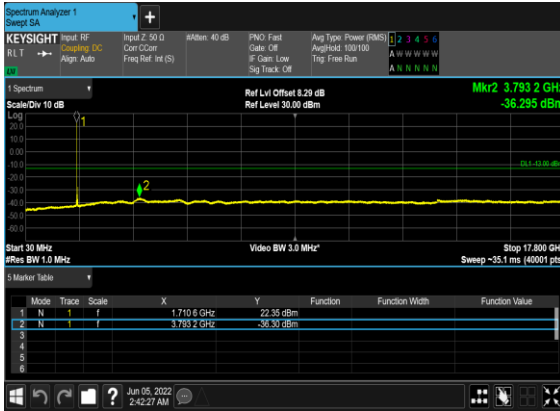 Spectrum Analyzer 1
Swept SA
+
KEYSIGHT Input: RF Input Z: 50 Ω #Atten: 40 dB PNO: Fast Avg Type: Power (RMS) 1 2 3 4 5 6
RLT Coupling: DC Corr CCorr Gate: Off Avg|Hold: 100/100 A W W W W W
Align: Auto Freq Ref: Int (S) IF Gain: Low Trig: Free Run
Sig Track: Off A N N N N N
1 Spectrum Ref Lvl Offset 8.29 dB Mkr2 3.793 2 GHz
Scale/Div 10 dB Ref Level 30.00 dBm -36.295 dBm
Log
20.0
10.0
0.00
-10.0 DL1 -13.00 dBm
-20.0
-30.0
-40.0
-50.0
-60.0
1
2
Start 30 MHz Video BW 3.0 MHz* Stop 17.800 GHz
#Res BW 1.0 MHz Sweep ~35.1 ms (40001 pts)
5 Marker Table
Mode Trace Scale X Y Function Function Width Function Value
1 N 1 f 1.710 6 GHz 22.35 dBm
2 N 1 f 3.793 2 GHz -36.30 dBm
3
4
5
6
? Jun 05, 2022
2:42:27 AM